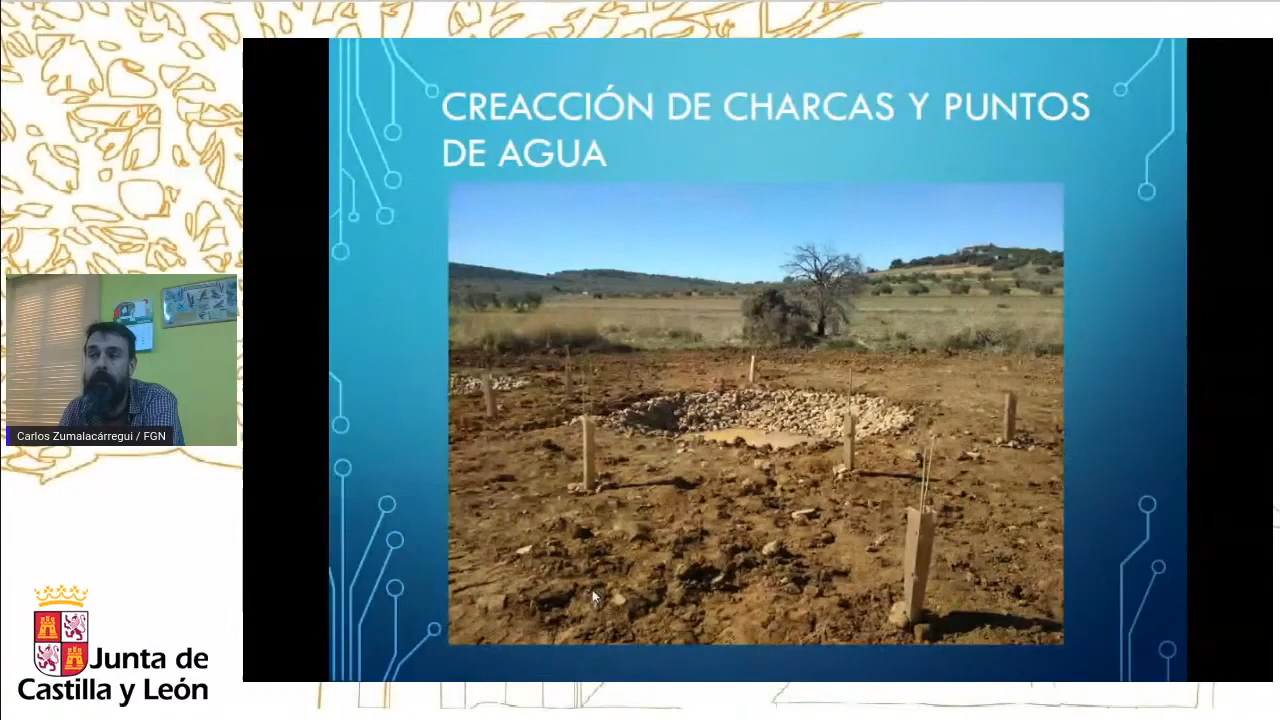 CREACCIÓN DE CHARCAS Y PUNTOS
DE AGUA
Carlos Zumalacárregui / FGN
Junta de
Castilla y León